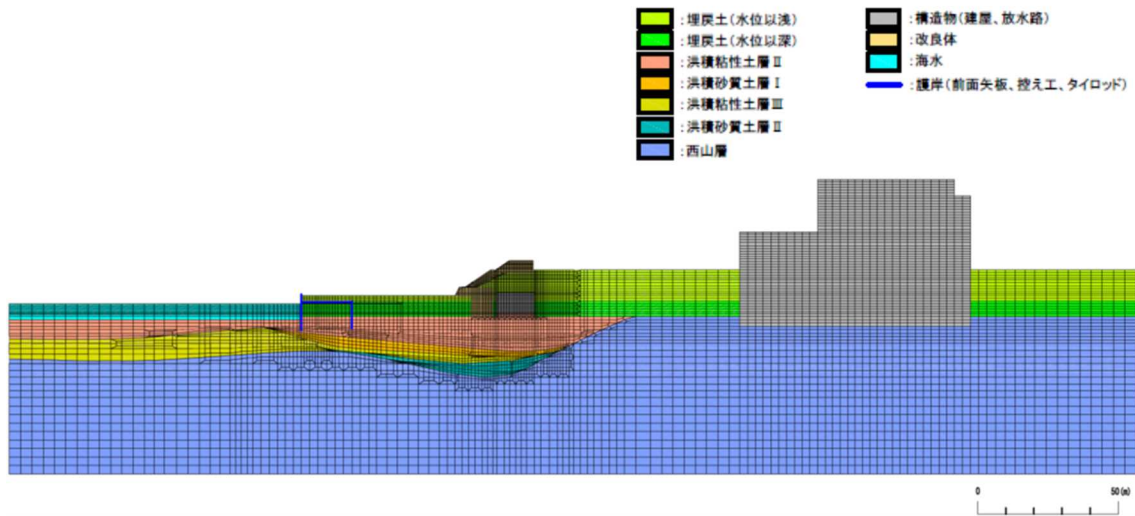 :埋戻土(水位以浅)
:埋戻土(水位以深)
:洪積粘性土層Ⅱ
:洪積砂質土層Ⅰ
:洪積粘性土層Ⅲ
:洪積砂質土層Ⅱ
:西山層
:構造物(建屋、放水路)
:改良体
:海水
:護岸(前面矢板、控え工、タイロッド)
0 50(m)